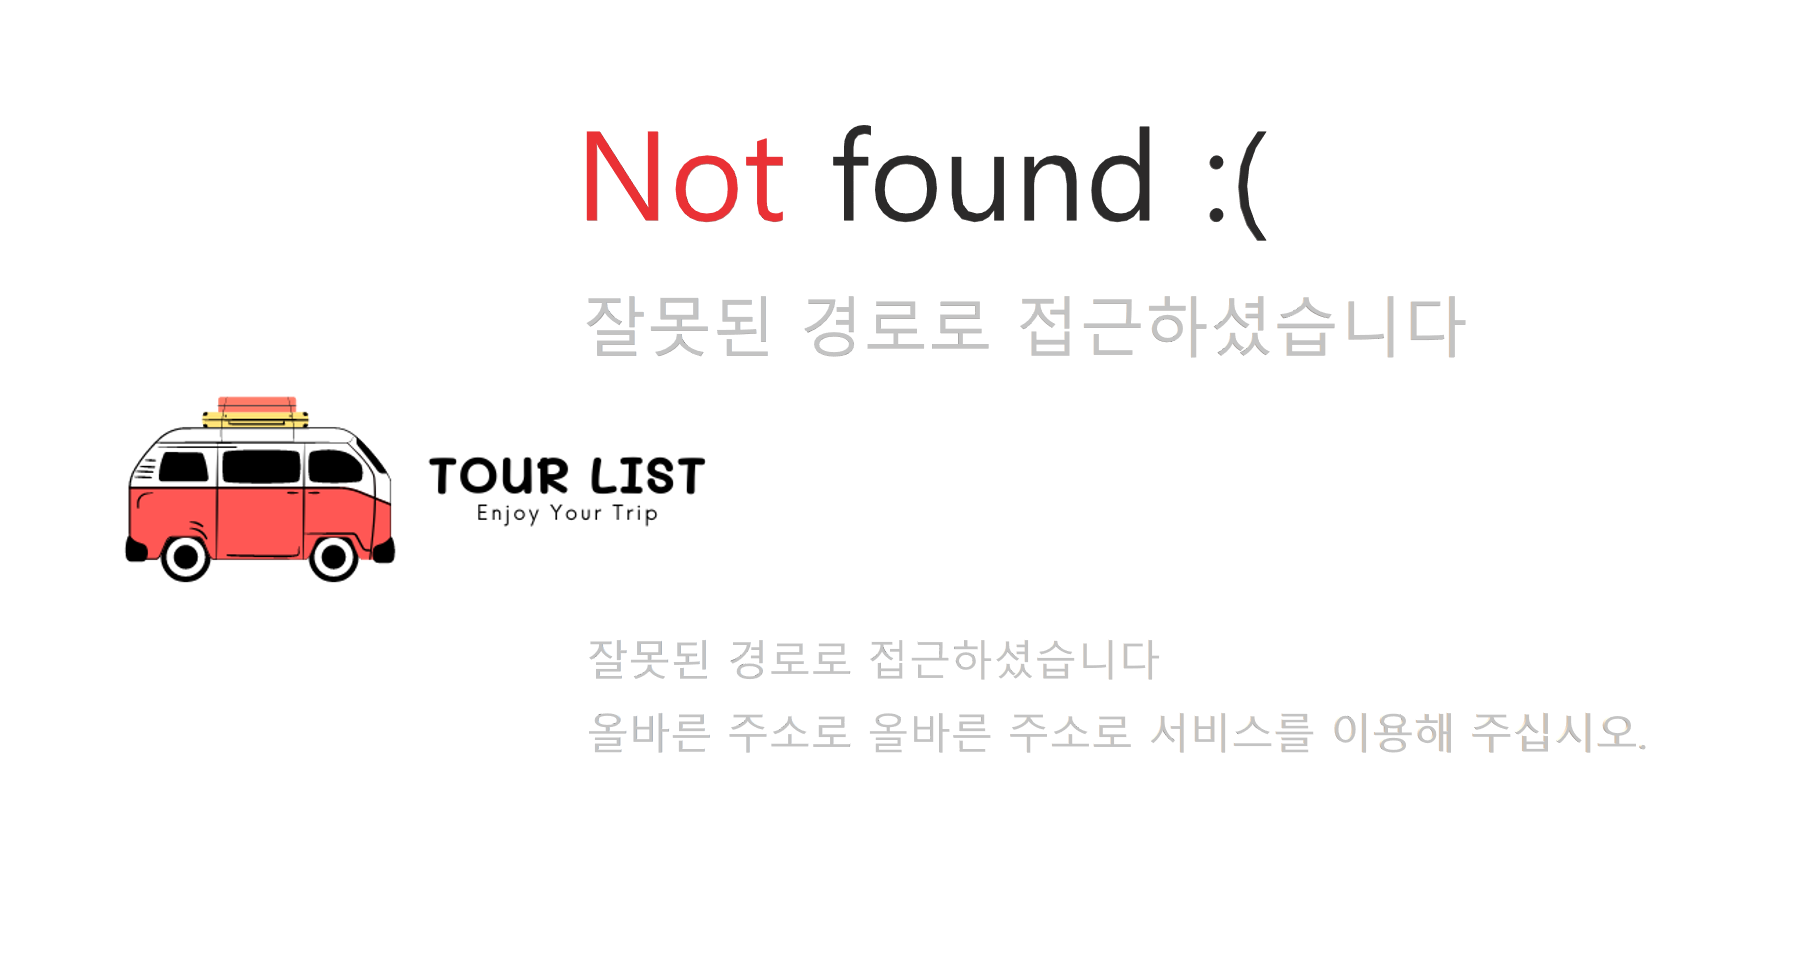 Not found :(
잘못된 경로로 접근하셨습니다
TOUR LIST
Enjoy Your Trip
잘못된 경로로 접근하셨습니다
올바른 주소로 올바른 주소로 서비스를 이용해 주십시오.